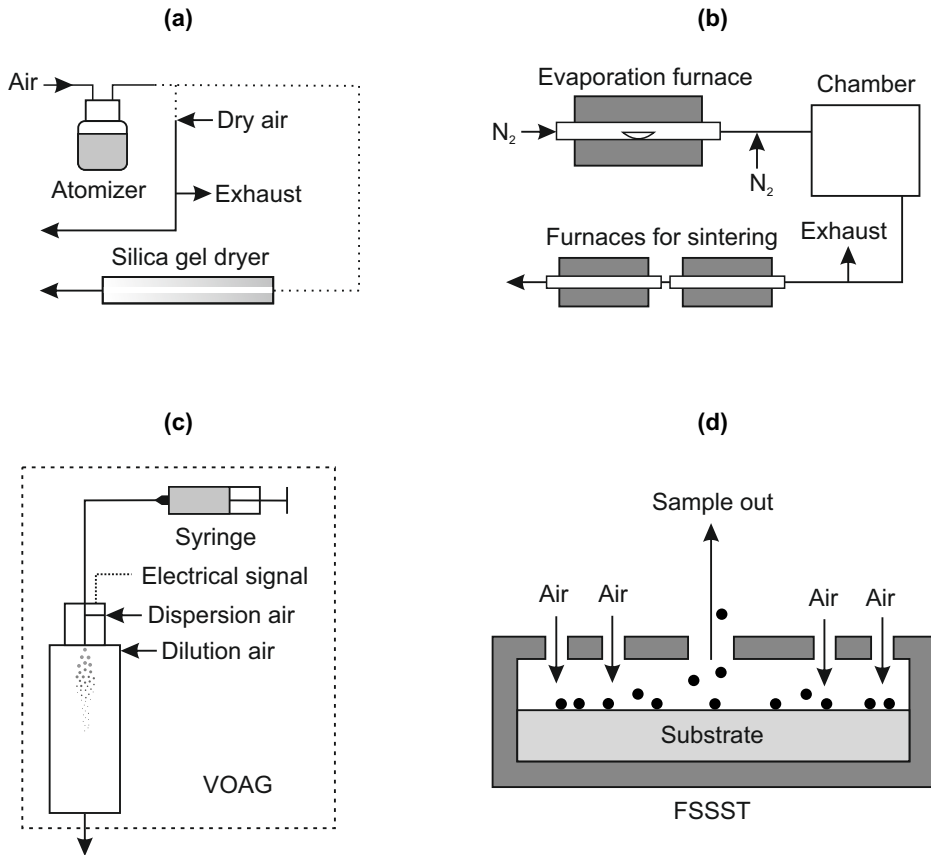 (a)
Air
Dry air
Atomizer
Exhaust
Silica gel dryer
(b)
Evaporation furnace
Chamber
N₂
N₂
Furnaces for sintering
Exhaust
(c)
Syringe
Electrical signal
Dispersion air
Dilution air
VOAG
(d)
Sample out
Air Air Air Air
Substrate
FSSST